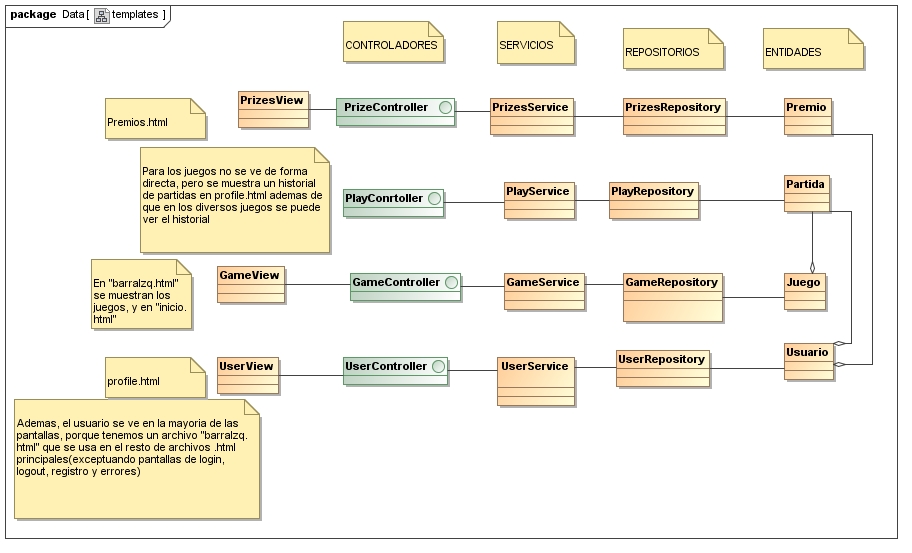 package Data[ templates ]
CONTROLADORES
SERVICIOS
REPOSITORIOS
ENTIDADES
Premios.html
PrizesView
PrizeController
PrizesService
PrizesRepository
Premio
Para los juegos no se ve de forma
directa, pero se muestra un historial
de partidas en profile.html ademas de
que en los diversos juegos se puede
ver el historial
PlayConrtoller
PlayService
PlayRepository
Partida
En "barralzq.html"
se muestran los
juegos, y en "inicio.
html"
GameView
GameController
GameService
GameRepository
Juego
profile.html
UserView
UserController
UserService
UserRepository
Usuario
Ademas, el usuario se ve en la mayoria de las
pantallas, porque tenemos un archivo "barralzq.
html" que se usa en el resto de archivos .html
principales(exceptuando pantallas de login,
logout, registro y errores)